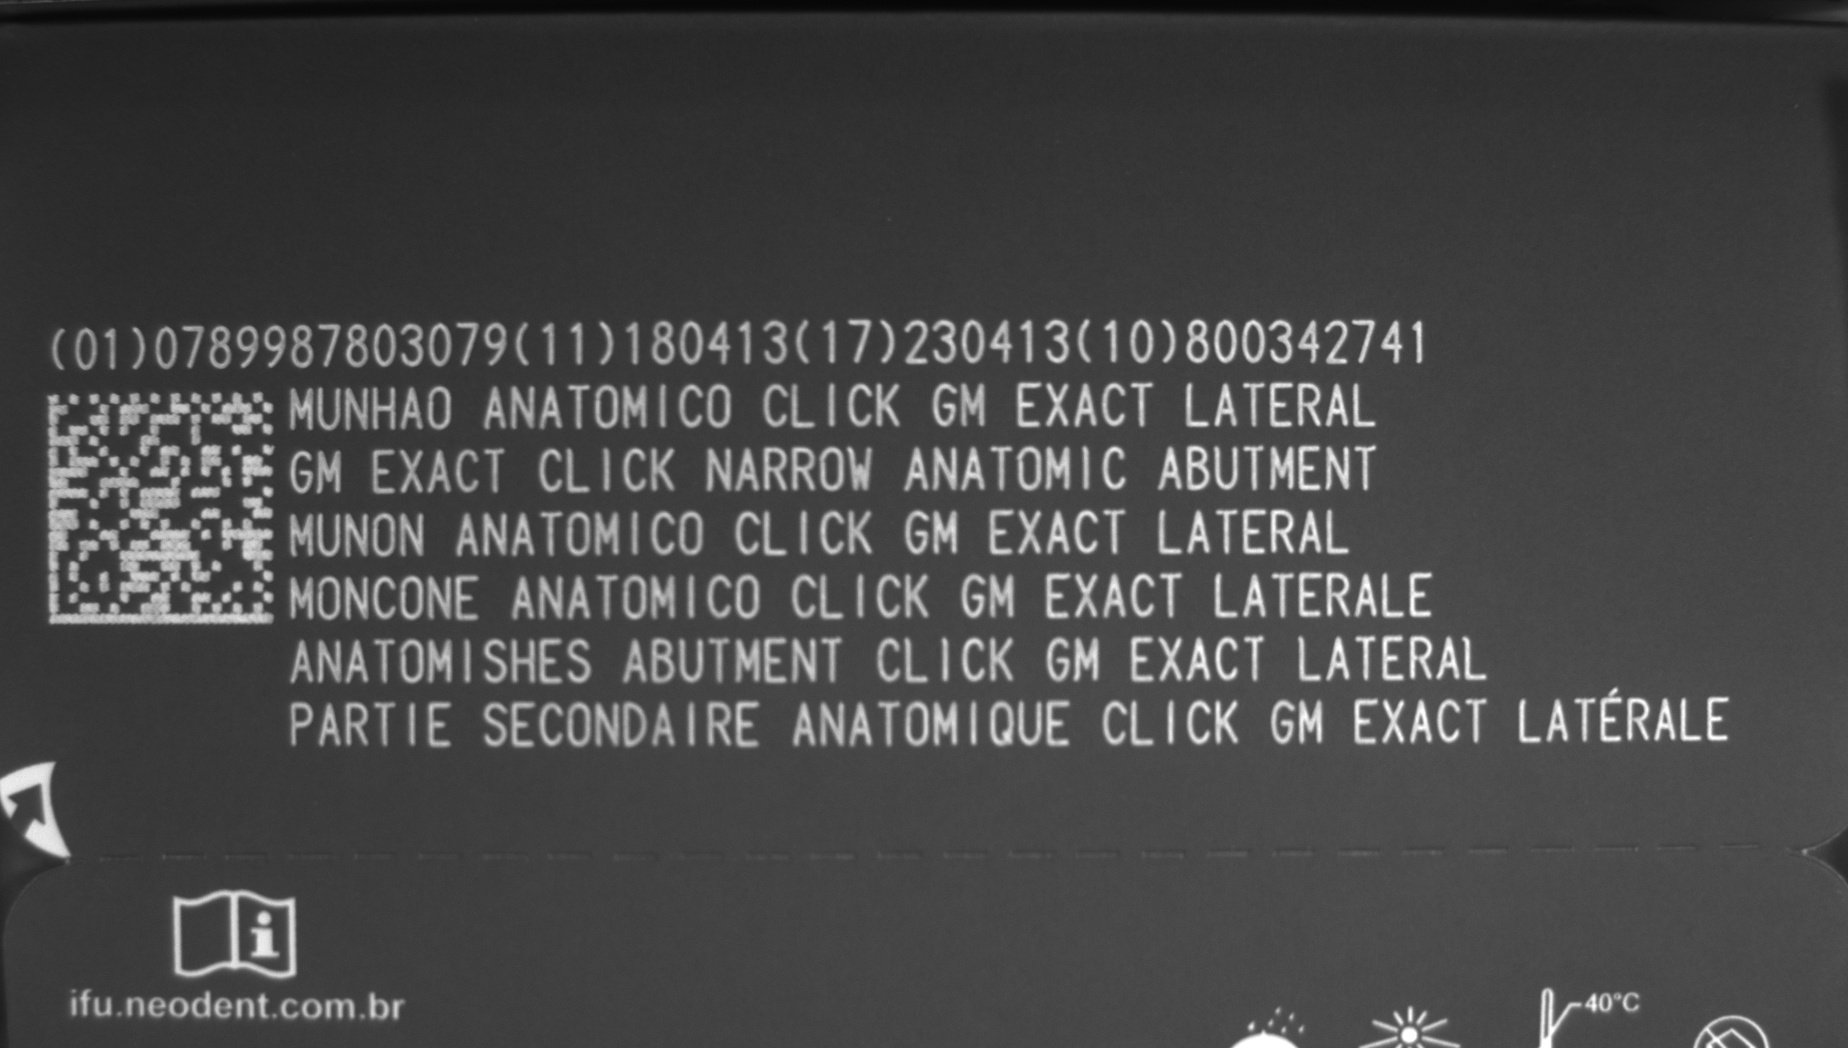 (01)0789987803079(11)180413(17)230413(10)800342741
MUNHAO ANATOMICO CLICK GM EXACT LATERAL
GM EXACT CLICK NARROW ANATOMIC ABUTMENT
MUNON ANATOMICO CLICK GM EXACT LATERAL
MONCONE ANATOMICO CLICK GM EXACT LATERALE
ANATOMISHES ABUTMENT CLICK GM EXACT LATERAL
PARTIE SECONDAIRE ANATOMIQUE CLICK GM EXACT LATÉRALE
ifu.neodent.com.br
40°C